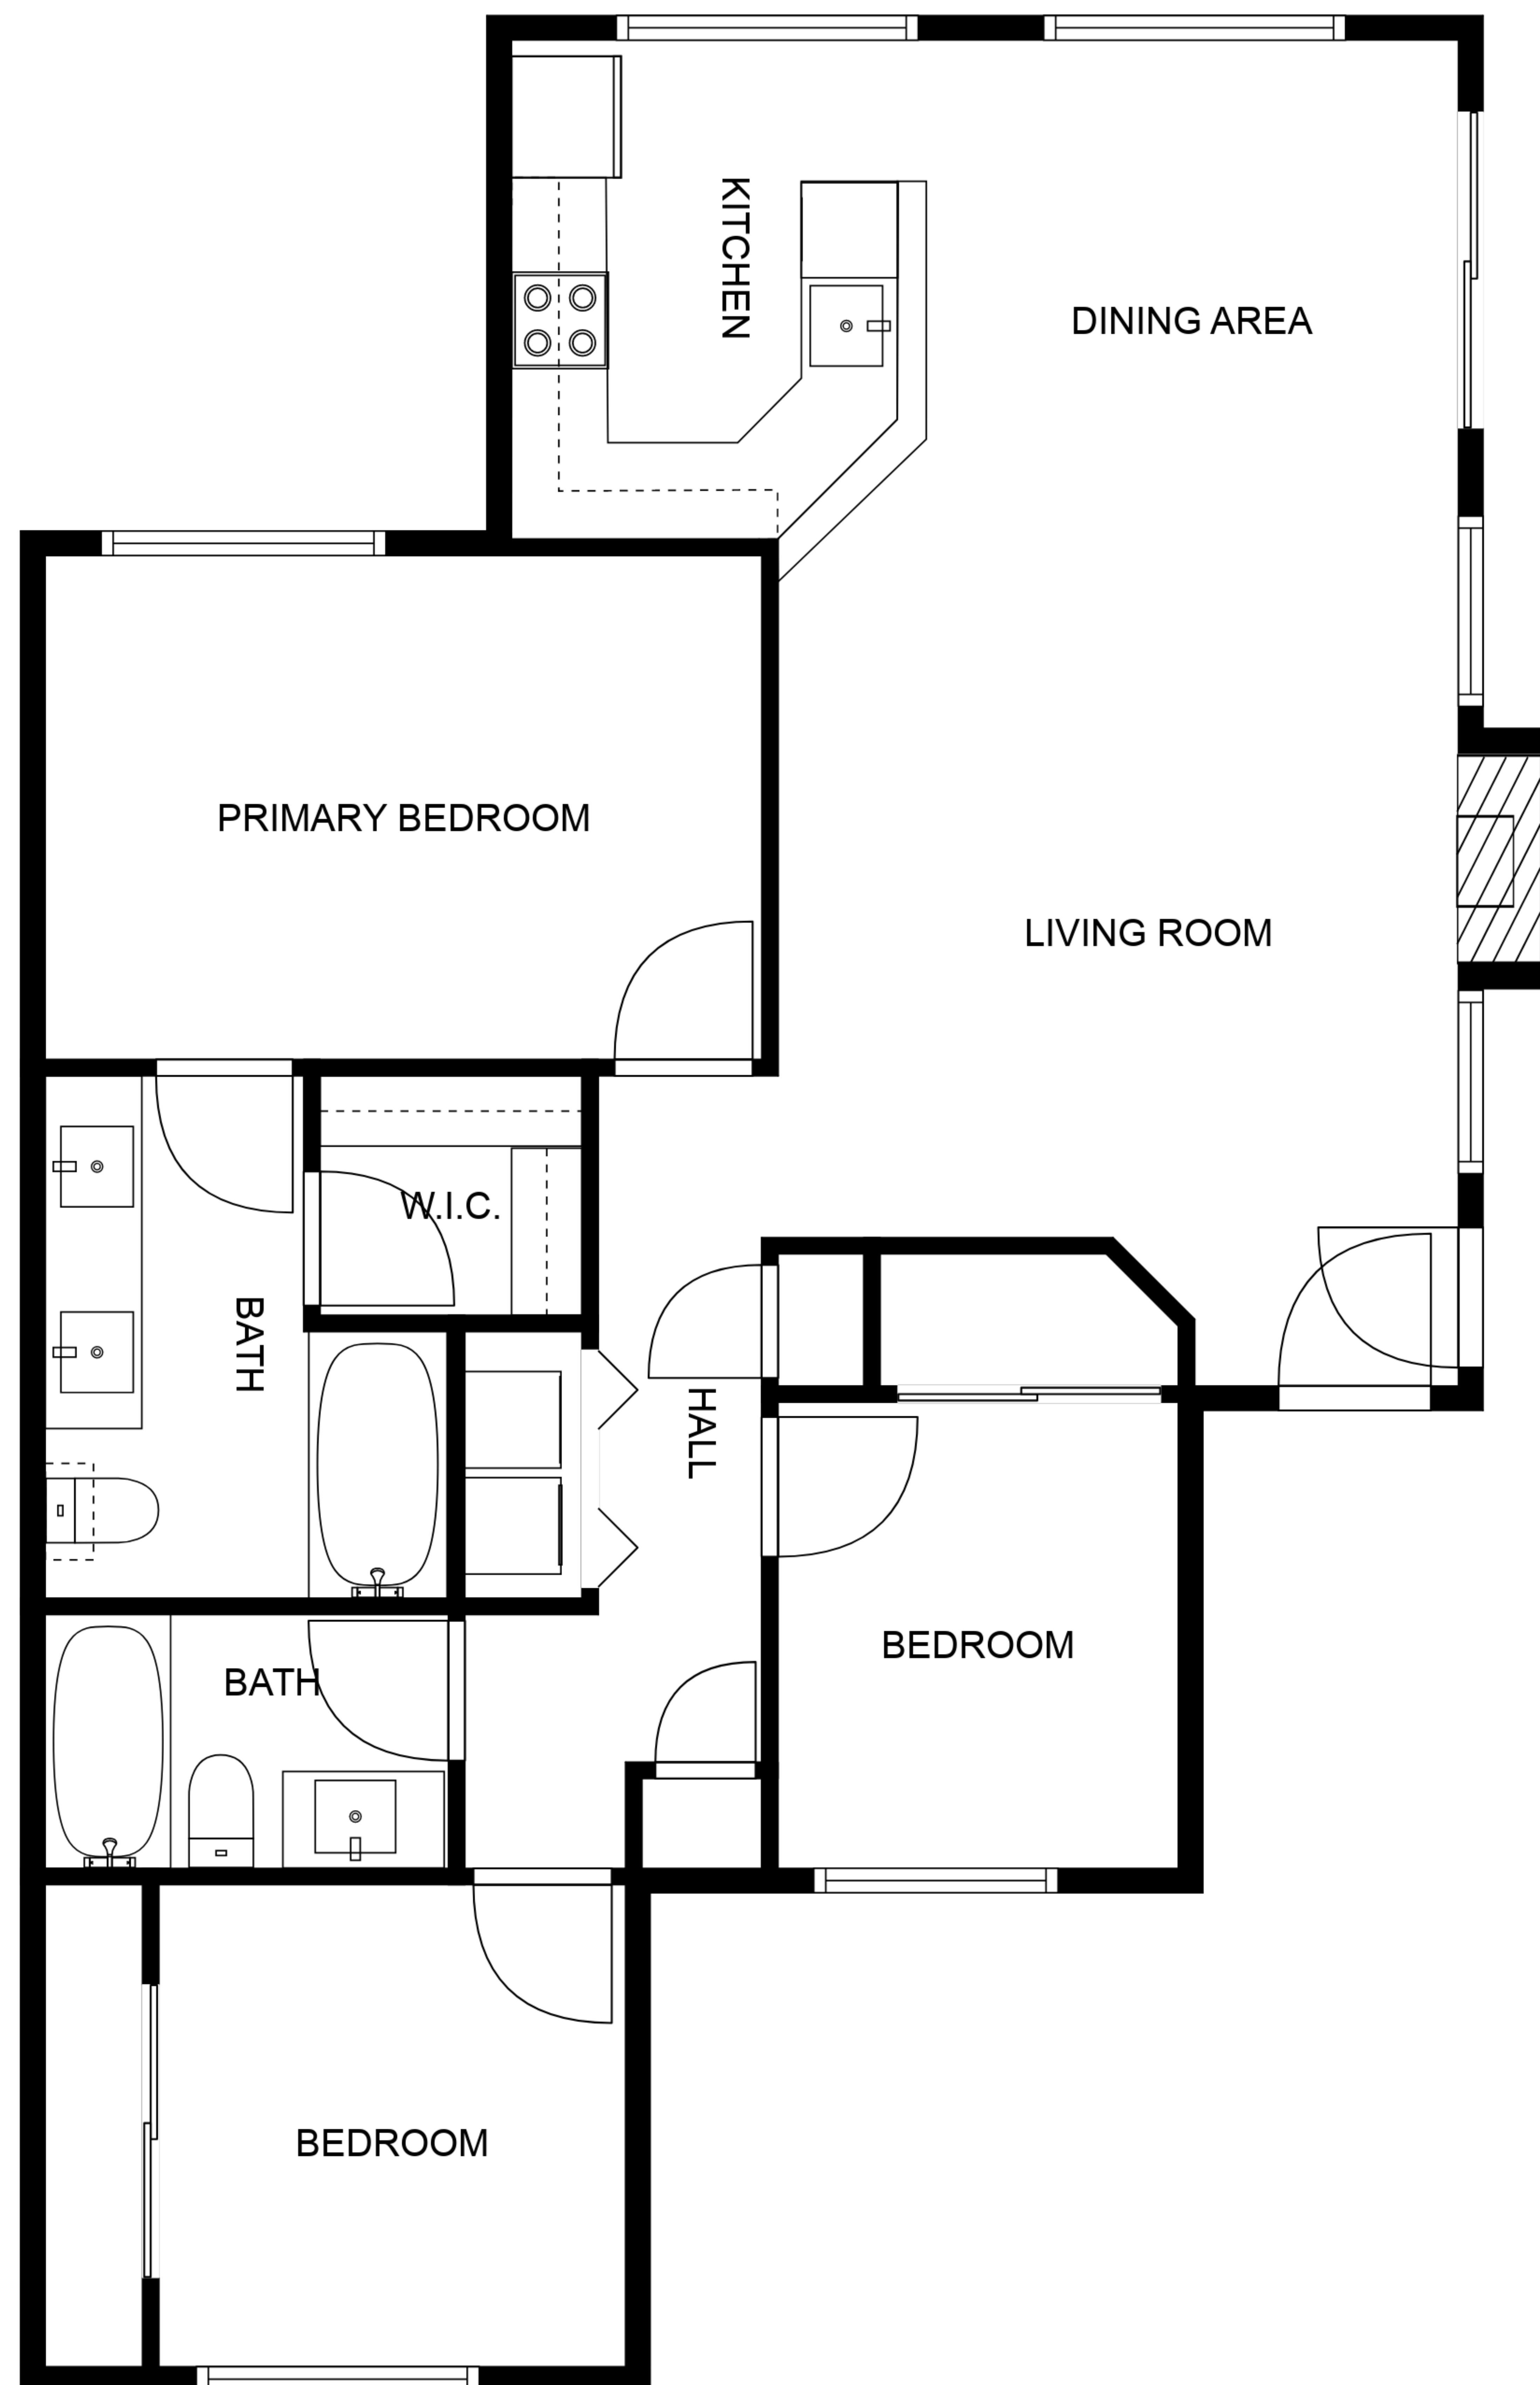 KITCHEN
DINING AREA
PRIMARY BEDROOM
LIVING ROOM
W.I.C.
BATH
HALL
BEDROOM
BATH
BEDROOM